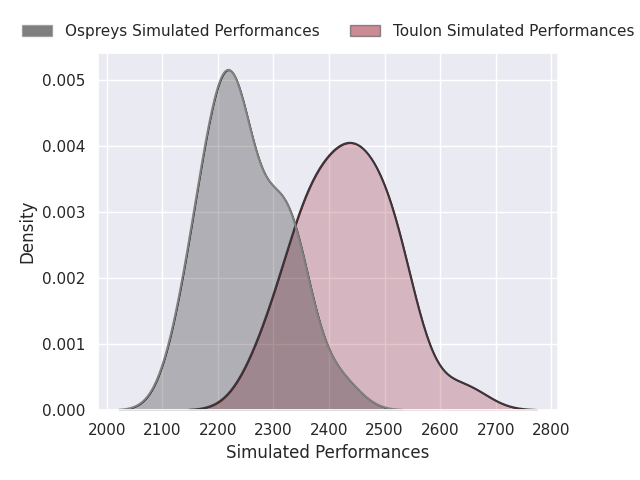 Ospreys Simulated Performances Toulon Simulated Performances
0.005
0.004
0.003
0.002
0.001
0.000
Density
2000 2100 2200 2300 2400 2500 2600 2700 2800
Simulated Performances